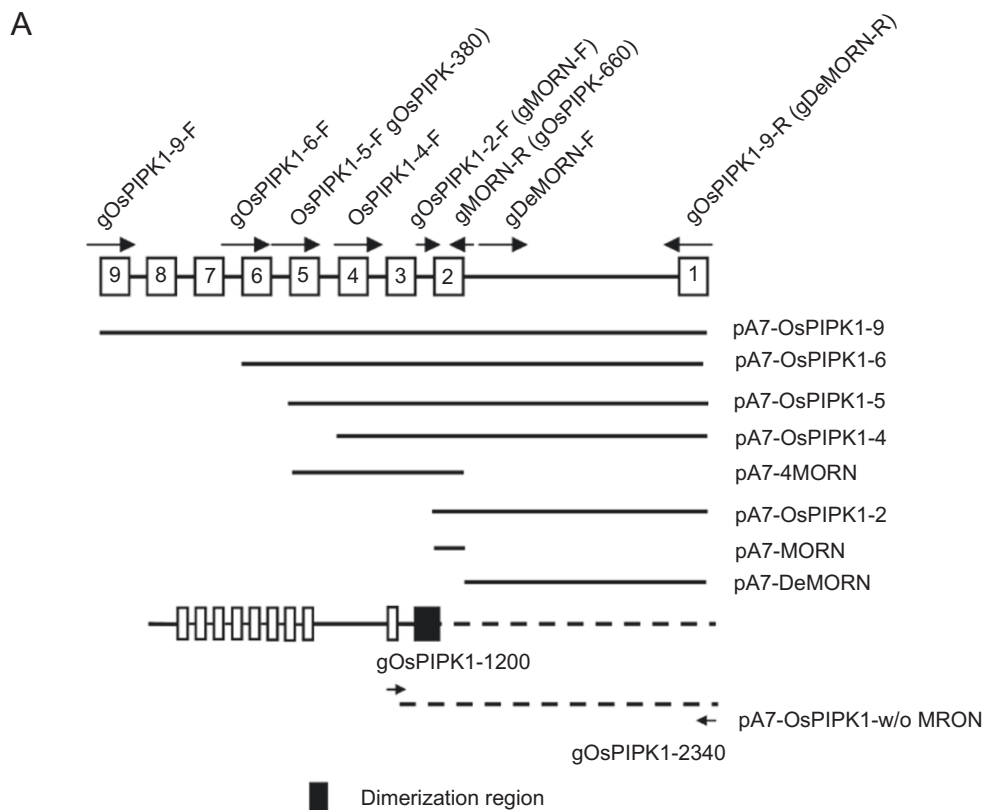 A
gOsPIPK1-9-F
gOsPIPK1-6-F
OsPIPK1-5-F gOsPIPK-380)
OsPIPK1-4-F
gOsPIPK1-2-F (gMORN-F)
gMORN-R (gOsPIPK-660)
gDeMORN-F
gOsPIPK1-9-R (gDeMORN-R)
9 8 7 6 5 4 3 2 1
pA7-OsPIPK1-9
pA7-OsPIPK1-6
pA7-OsPIPK1-5
pA7-OsPIPK1-4
pA7-4MORN
pA7-OsPIPK1-2
pA7-MORN
pA7-DeMORN
gOsPIPK1-1200
pA7-OsPIPK1-w/o MRON
gOsPIPK1-2340
Dimerization region